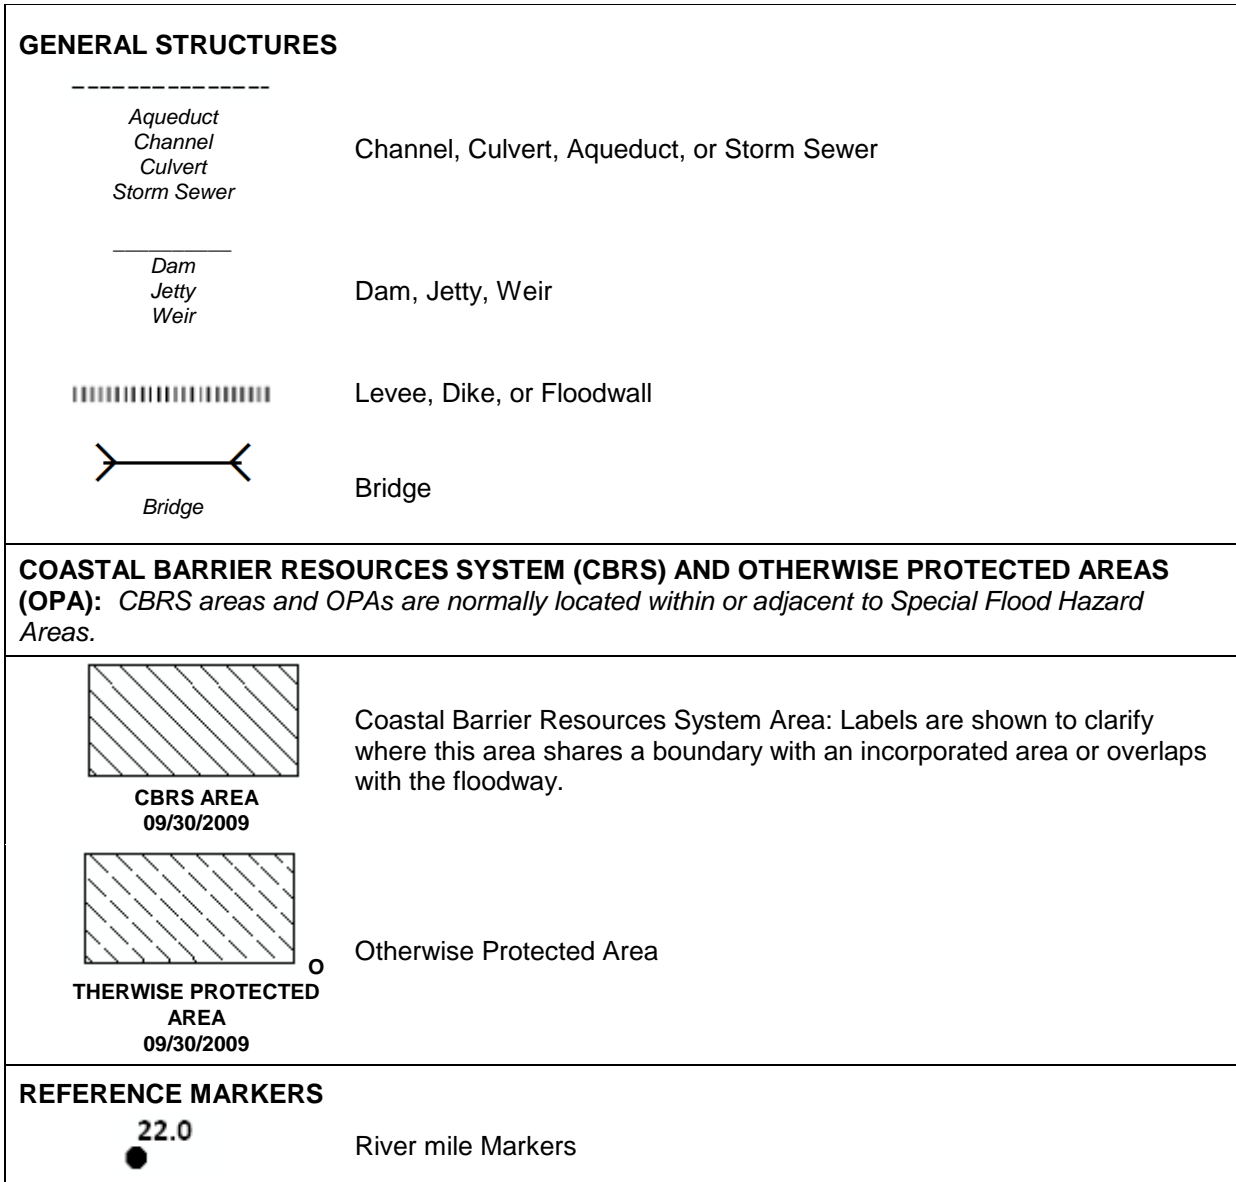 GENERAL STRUCTURES
Aqueduct
Channel
Culvert
Storm Sewer
Channel, Culvert, Aqueduct, or Storm Sewer
Dam
Jetty
Weir
Dam, Jetty, Weir
Levee, Dike, or Floodwall
Bridge
Bridge
COASTAL BARRIER RESOURCES SYSTEM (CBRS) AND OTHERWISE PROTECTED AREAS
(OPA): CBRS areas and OPAs are normally located within or adjacent to Special Flood Hazard
Areas.
CBRS AREA
09/30/2009
Coastal Barrier Resources System Area: Labels are shown to clarify
where this area shares a boundary with an incorporated area or overlaps
with the floodway.
O
THERWISE PROTECTED
AREA
09/30/2009
Otherwise Protected Area
REFERENCE MARKERS
22.0
River mile Markers